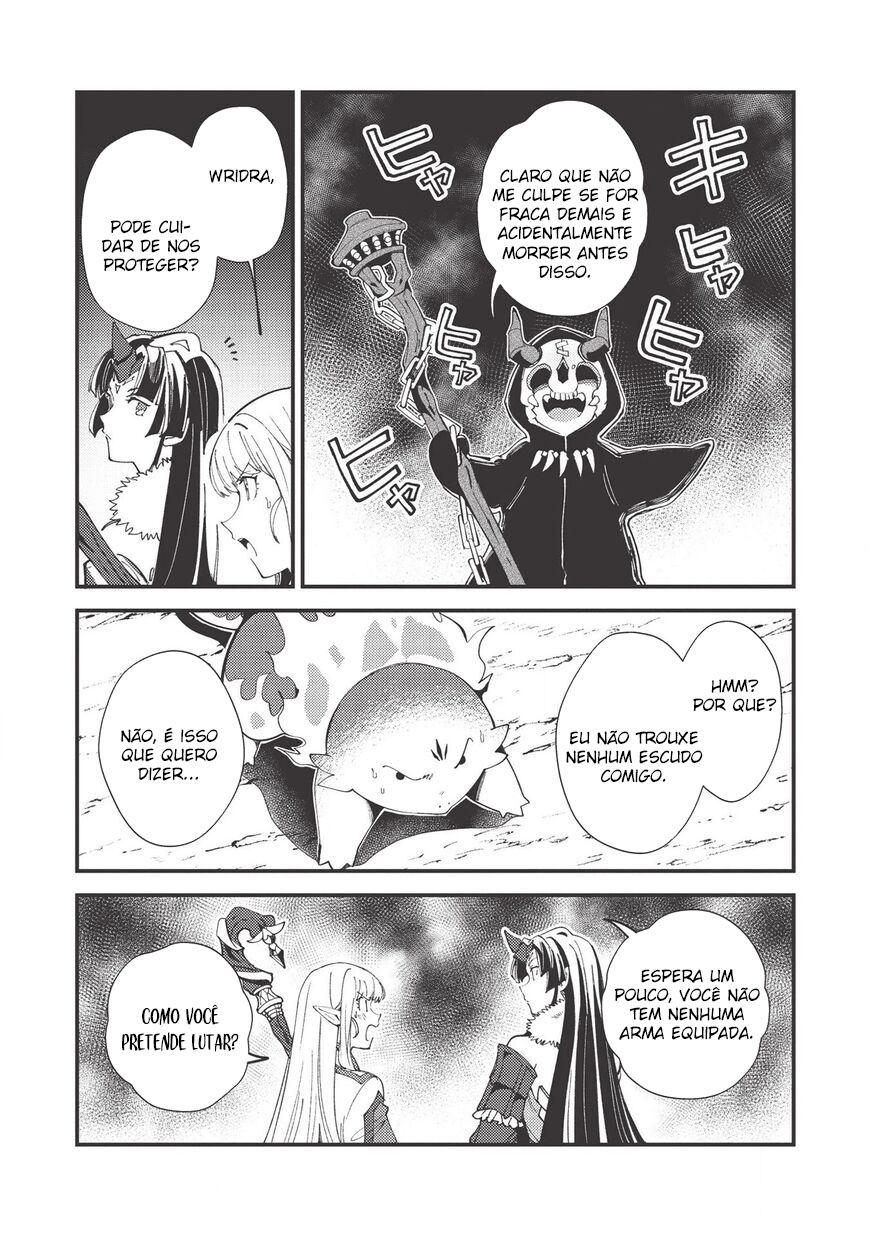 CLARO QUE NÃO
ME CULPE SE FOR
FRACA DEMAIS E
ACIDENTALMENTE
MORRER ANTES
DISSO.
キ
ヒャ
ヒャ
ヒャ
ヒャ
ヒャ
WRIDRA,
PODE CUI-
DAR DE NOS
PROTEGER?
HMM?
POR QUE?
EU NÃO TROUXE
NENHUM ESCUDO
COMIGO.
NÃO, É ISSO
QUE QUERO
DIZER...
ESPERA UM
POUCO, VOCÊ NÃO
TEM NENHUMA
ARMA EQUIPADA.
COMO VOCÊ
PRETENDE LUTAR?